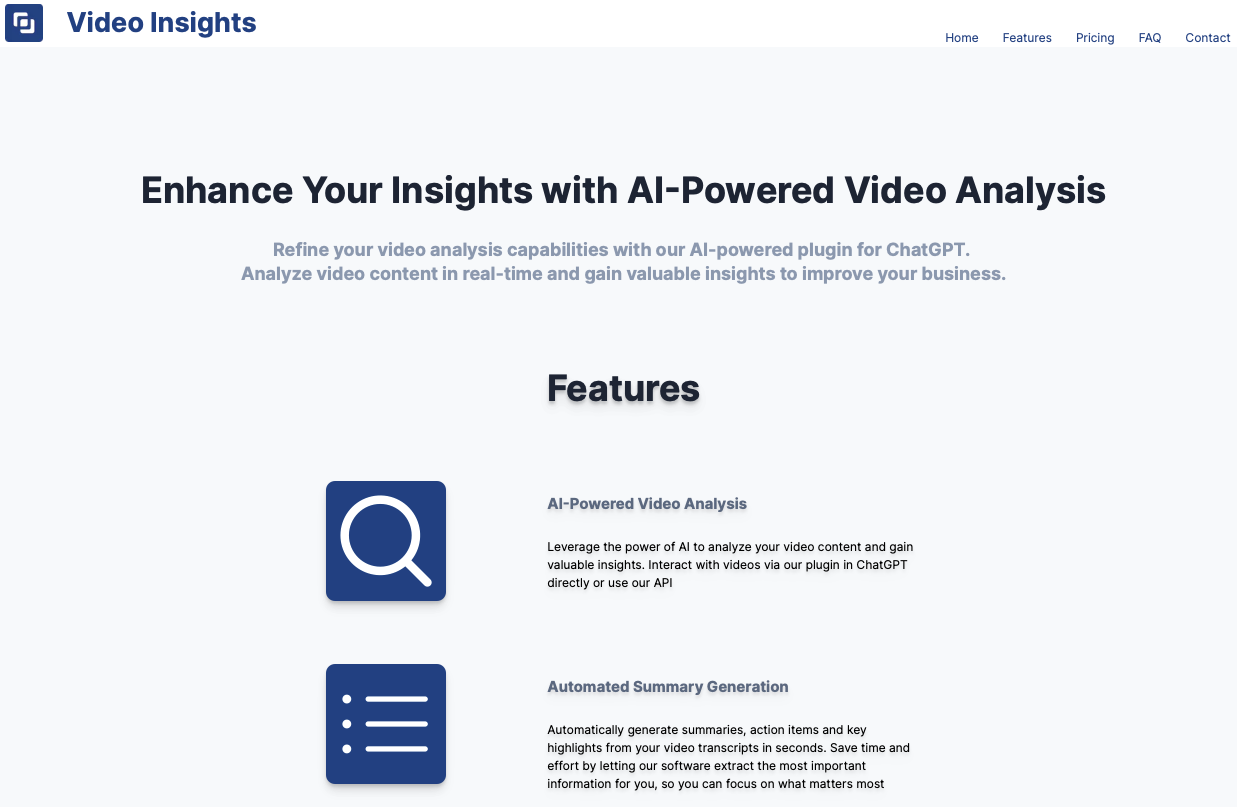 Video Insights
Home Features Pricing FAQ Contact
Enhance Your Insights with AI-Powered Video Analysis
Refine your video analysis capabilities with our AI-powered plugin for ChatGPT.
Analyze video content in real-time and gain valuable insights to improve your business.
Features
AI-Powered Video Analysis
Leverage the power of AI to analyze your video content and gain
valuable insights. Interact with videos via our plugin in ChatGPT
directly or use our API
Automated Summary Generation
Automatically generate summaries, action items and key
highlights from your video transcripts in seconds. Save time and
effort by letting our software extract the most important
information for you, so you can focus on what matters most